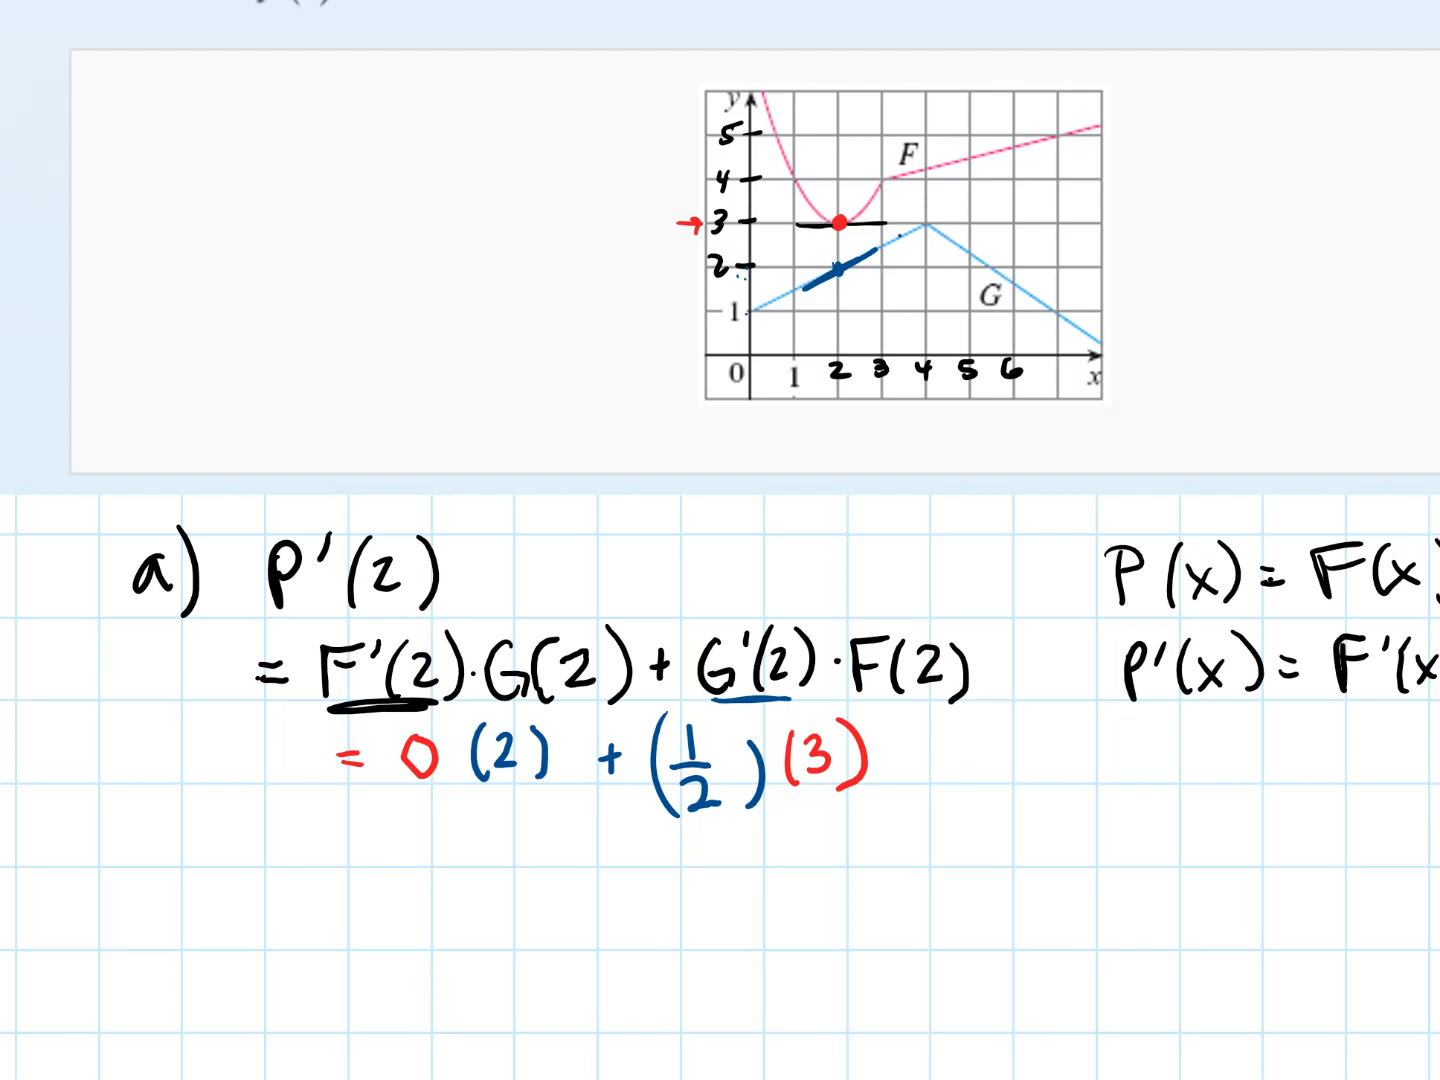 y
5
4
F
3
2
G
1
0 1 2 3 4 5 6 x
a) P'(2)
= F'(2)·G(2) + G'(2)·F(2)
= 0 (2) + (1/2) (3)
P(x) = F(x)
P'(x) = F'(x